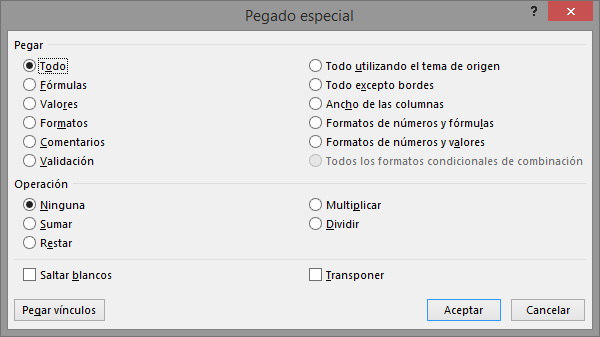 Pegado especial
?
Pegar
Todo
Fórmulas
Valores
Formatos
Comentarios
Validación
Todo utilizando el tema de origen
Todo excepto bordes
Ancho de las columnas
Formatos de números y fórmulas
Formatos de números y valores
Todos los formatos condicionales de combinación
Operación
Ninguna
Sumar
Restar
Multiplicar
Dividir
Saltar blancos
Transponer
Pegar vínculos
Aceptar
Cancelar